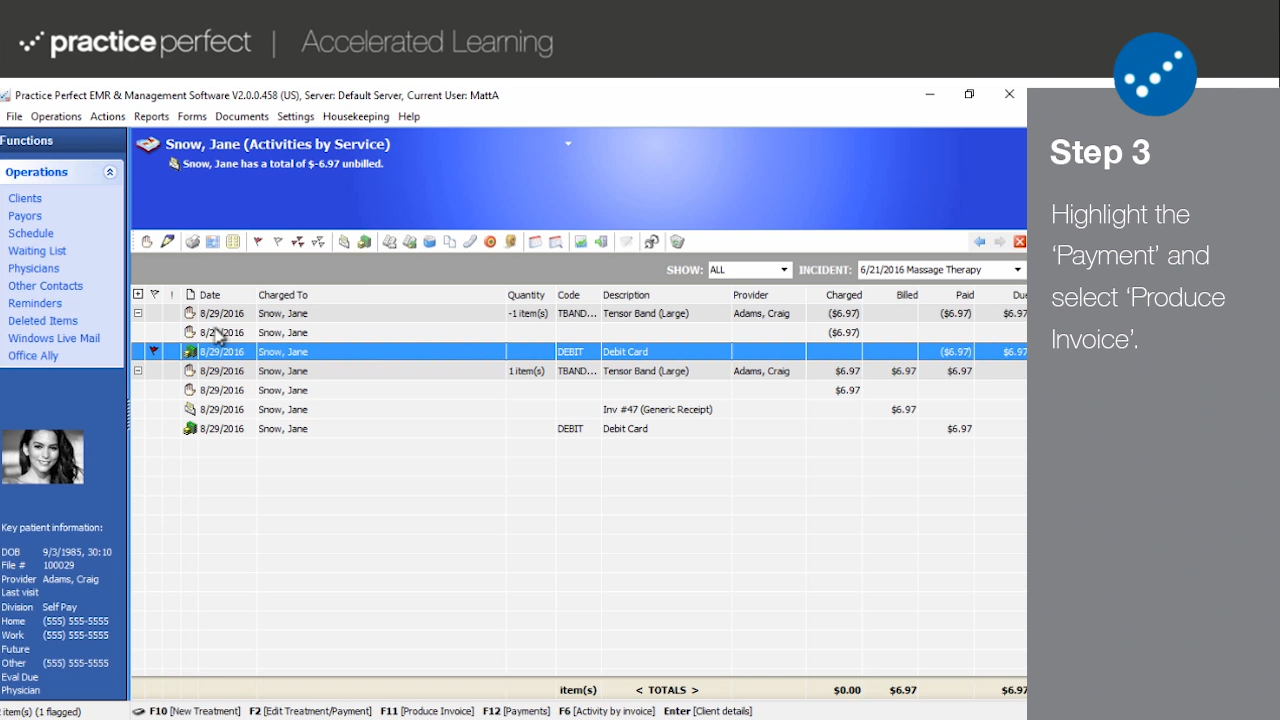 practiceperfect | Accelerated Learning
Practice Perfect EMR & Management Software V2.0.0.458 (US), Server: Default Server, Current User: MattA
File Operations Actions Reports Forms Documents Settings Housekeeping Help
Functions
Operations
Clients
Payors
Schedule
Waiting List
Physicians
Other Contacts
Reminders
Deleted Items
Windows Live Mail
Office Ally
Key patient information:
DOB 9/3/1985, 30:10
File # 100029
Provider Adams, Craig
Last visit
Division Self Pay
Home (555) 555-5555
Work (555) 555-5555
Future
Other (555) 555-5555
Eval Due
Physician
item(s) (1 flagged)
Snow, Jane (Activities by Service)
Snow, Jane has a total of $-6.97 unbilled.
SHOW: ALL INCIDENT: 6/21/2016 Massage Therapy
! Date Charged To Quantity Code Description Provider Charged Billed Paid Due
8/29/2016 Snow, Jane -1 item(s) TBAND... Tensor Band (Large) Adams, Craig ($6.97) ($6.97) $6.97
8/29/2016 Snow, Jane ($6.97)
8/29/2016 Snow, Jane DEBIT Debit Card ($6.97) $6.97
8/29/2016 Snow, Jane 1 item(s) TBAND... Tensor Band (Large) Adams, Craig $6.97 $6.97 $6.97
8/29/2016 Snow, Jane $6.97
8/29/2016 Snow, Jane Inv #47 (Generic Receipt) $6.97
8/29/2016 Snow, Jane DEBIT Debit Card $6.97
item(s) < TOTALS > $0.00 $6.97 $6.97
F10 [New Treatment] F2 [Edit Treatment/Payment] F11 [Produce Invoice] F12 [Payments] F6 [Activity by invoice] Enter [Client details]
Step 3
Highlight the
‘Payment’ and
select ‘Produce
Invoice’.